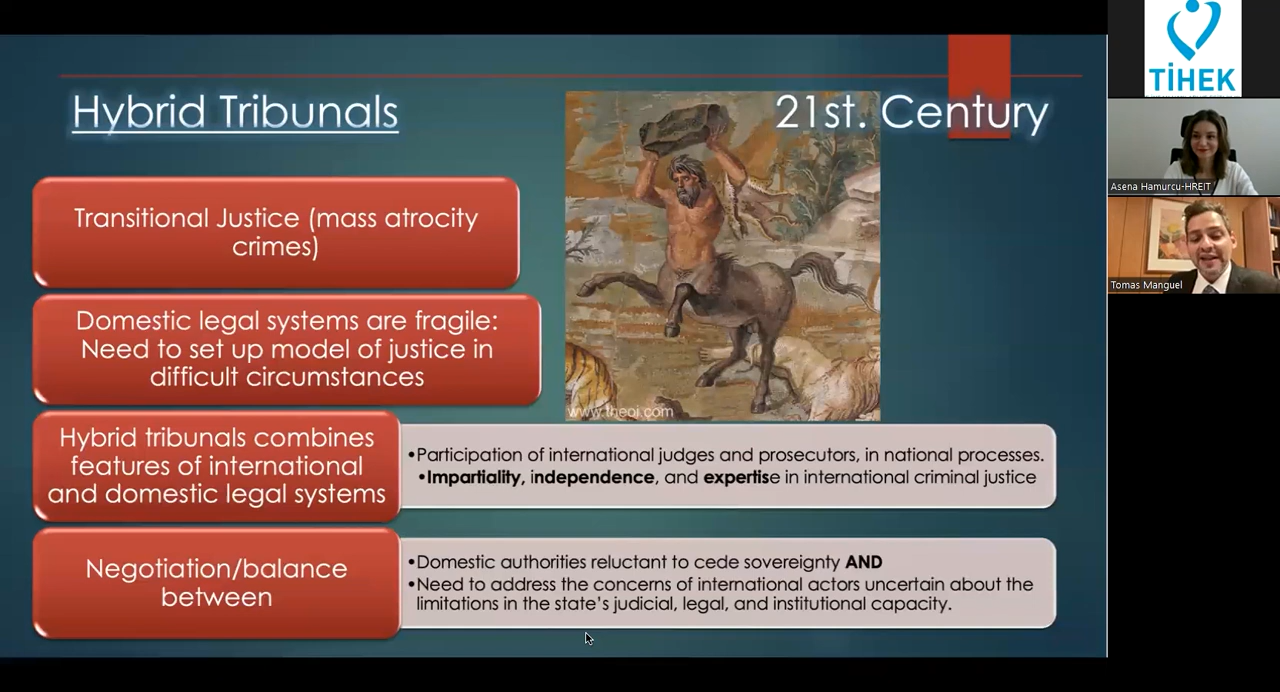 Hybrid Tribunals
21st. Century
Transitional Justice (mass atrocity
crimes)
Domestic legal systems are fragile:
Need to set up model of justice in
difficult circumstances
www.theoi.com
Hybrid tribunals combines
features of international
and domestic legal systems
•Participation of international judges and prosecutors, in national processes.
•Impartiality, independence, and expertise in international criminal justice
Negotiation/balance
between
•Domestic authorities reluctant to cede sovereignty AND
•Need to address the concerns of international actors uncertain about the
limitations in the state's judicial, legal, and institutional capacity.
TİHEK
Asena Hamurcu-HREIT
Tomas Manguel